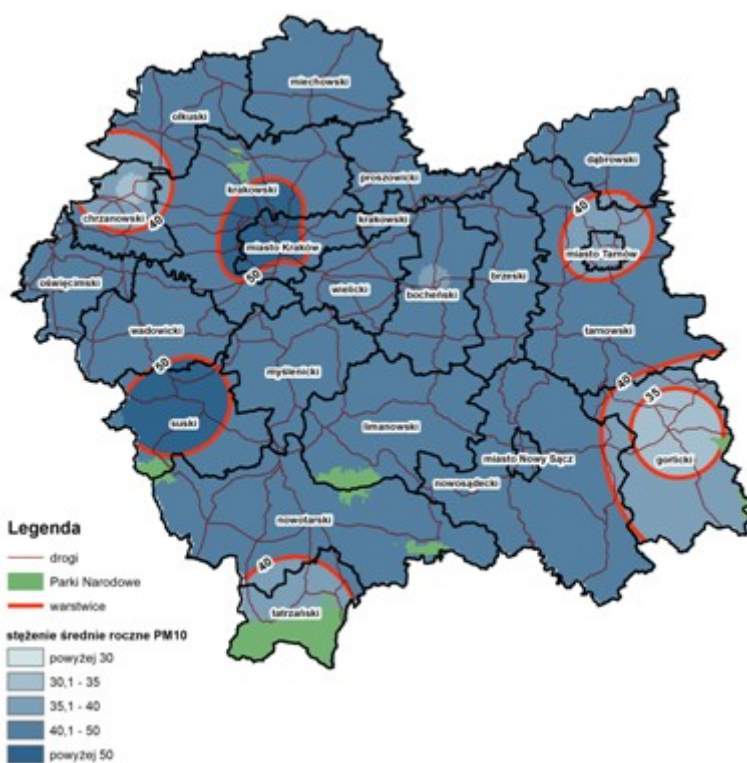 miechowski
olkuski
dąbrowski
proszowicki
krakowski
chrzanowski
40
krakowski
40
miasto Tarnów
miasto Kraków
50
oświęcimski
wielicki
bocheński
brzeski
wadowicki
tarnowski
50
myślenicki
40
35
suski
limanowski
miasto Nowy Sącz
gorlicki
nowosądecki
nowotarski
40
tatrzański
Legenda
drogi
Parki Narodowe
warstwice
stężenie średnie roczne PM10
powyżej 30
30,1 - 35
35,1 - 40
40,1 - 50
powyżej 50